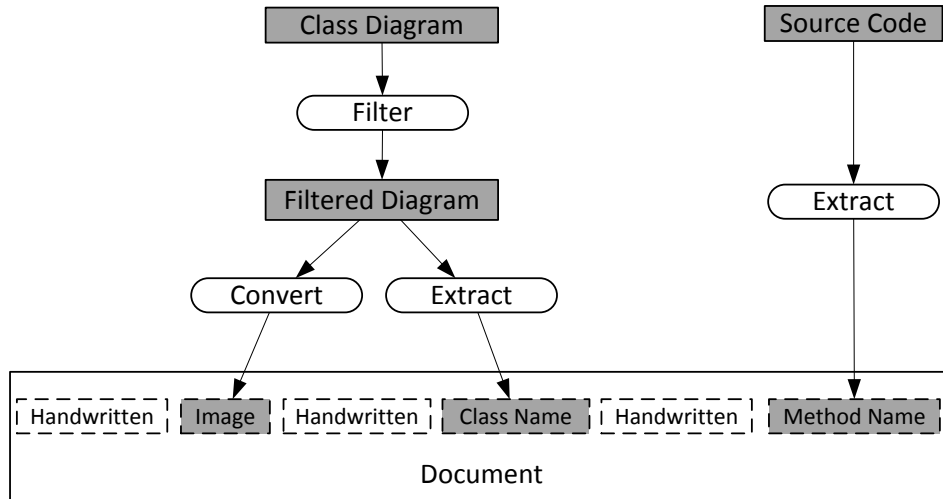 Class Diagram
Source Code
Filter
Filtered Diagram
Extract
Convert
Extract
Handwritten
Image
Handwritten
Class Name
Handwritten
Method Name
Document